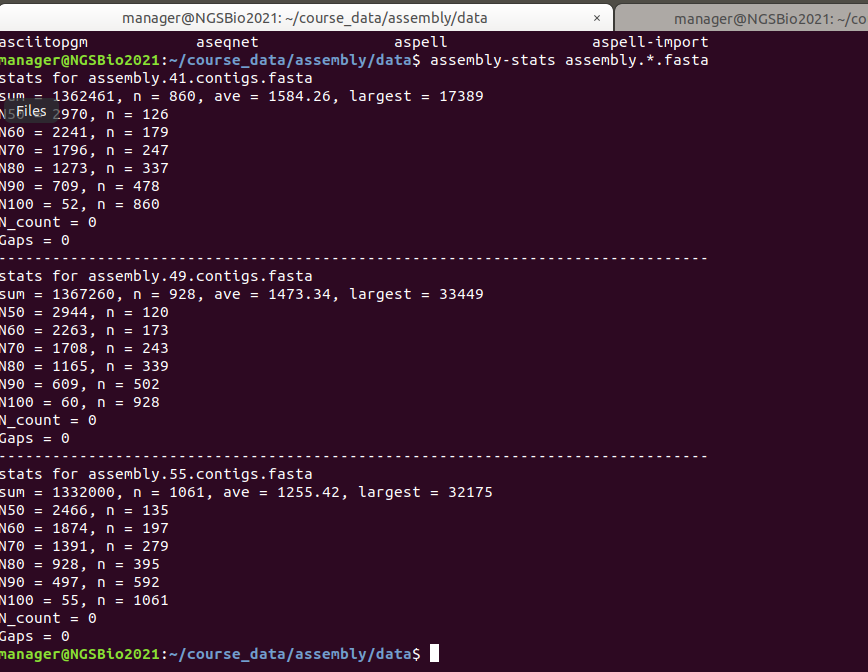 manager@NGSBio2021: ~/course_data/assembly/data × manager@NGSBio2021: ~/co
asciitopgm aseqnet aspell aspell-import
manager@NGSBio2021:~/course_data/assembly/data$ assembly-stats assembly.*.fasta
stats for assembly.41.contigs.fasta
sum = 1362461, n = 860, ave = 1584.26, largest = 17389
Files
N50 = 2970, n = 126
N60 = 2241, n = 179
N70 = 1796, n = 247
N80 = 1273, n = 337
N90 = 709, n = 478
N100 = 52, n = 860
N_count = 0
Gaps = 0
-------------------------------------------------------------------------------
stats for assembly.49.contigs.fasta
sum = 1367260, n = 928, ave = 1473.34, largest = 33449
N50 = 2944, n = 120
N60 = 2263, n = 173
N70 = 1708, n = 243
N80 = 1165, n = 339
N90 = 609, n = 502
N100 = 60, n = 928
N_count = 0
Gaps = 0
-------------------------------------------------------------------------------
stats for assembly.55.contigs.fasta
sum = 1332000, n = 1061, ave = 1255.42, largest = 32175
N50 = 2466, n = 135
N60 = 1874, n = 197
N70 = 1391, n = 279
N80 = 928, n = 395
N90 = 497, n = 592
N100 = 55, n = 1061
N_count = 0
Gaps = 0
manager@NGSBio2021:~/course_data/assembly/data$